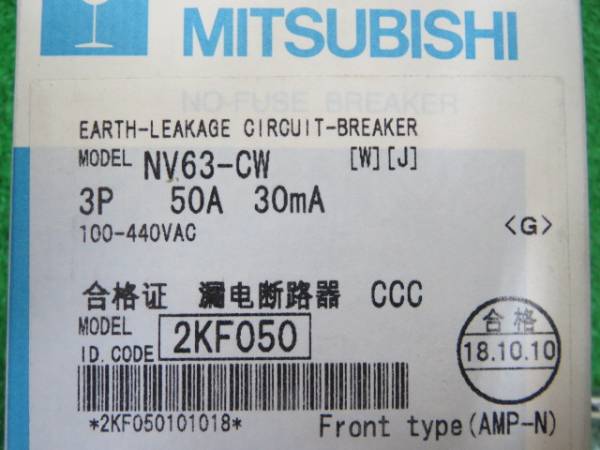 MITSUBISHI
NO-FUSE BREAKER
EARTH-LEAKAGE CIRCUIT-BREAKER
MODEL NV63-CW [W][J]
3P 50A 30mA
100-440VAC <G>
合格证 漏电断路器 CCC
MODEL
ID. CODE 2KF050
合格
18.10.10
*2KF050101018*
Front type(AMP-N)